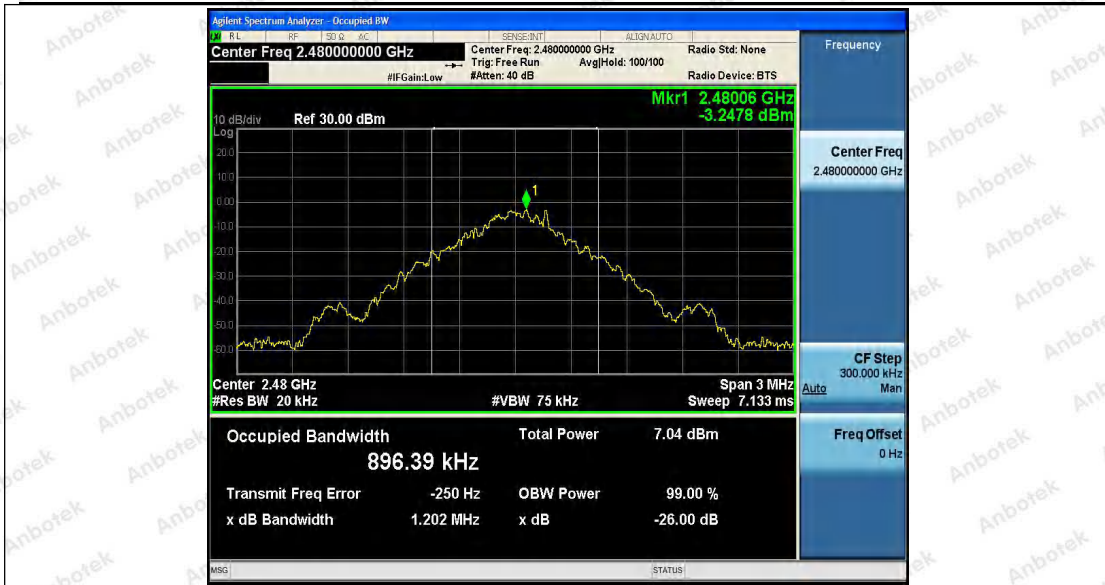 Agilent Spectrum Analyzer - Occupied BW
LXI RL RF 50 Ω AC SENSE:INT ALIGNAUTO
Center Freq 2.480000000 GHz
Center Freq: 2.480000000 GHz Radio Std: None
Trig: Free Run Avg|Hold: 100/100
#IFGain:Low #Atten: 40 dB Radio Device: BTS
Mkr1 2.48006 GHz
-3.2478 dBm
10 dB/div Ref 30.00 dBm
Log
20.0
10.0
0.00
-10.0
-20.0
-30.0
-40.0
-50.0
-60.0
1
Center 2.48 GHz Span 3 MHz
#Res BW 20 kHz #VBW 75 kHz Sweep 7.133 ms
Occupied Bandwidth Total Power 7.04 dBm
896.39 kHz
Transmit Freq Error -250 Hz OBW Power 99.00 %
x dB Bandwidth 1.202 MHz x dB -26.00 dB
MSG STATUS
Frequency
Center Freq
2.480000000 GHz
CF Step
300.000 kHz
Auto Man
Freq Offset
0 Hz
Anbotek